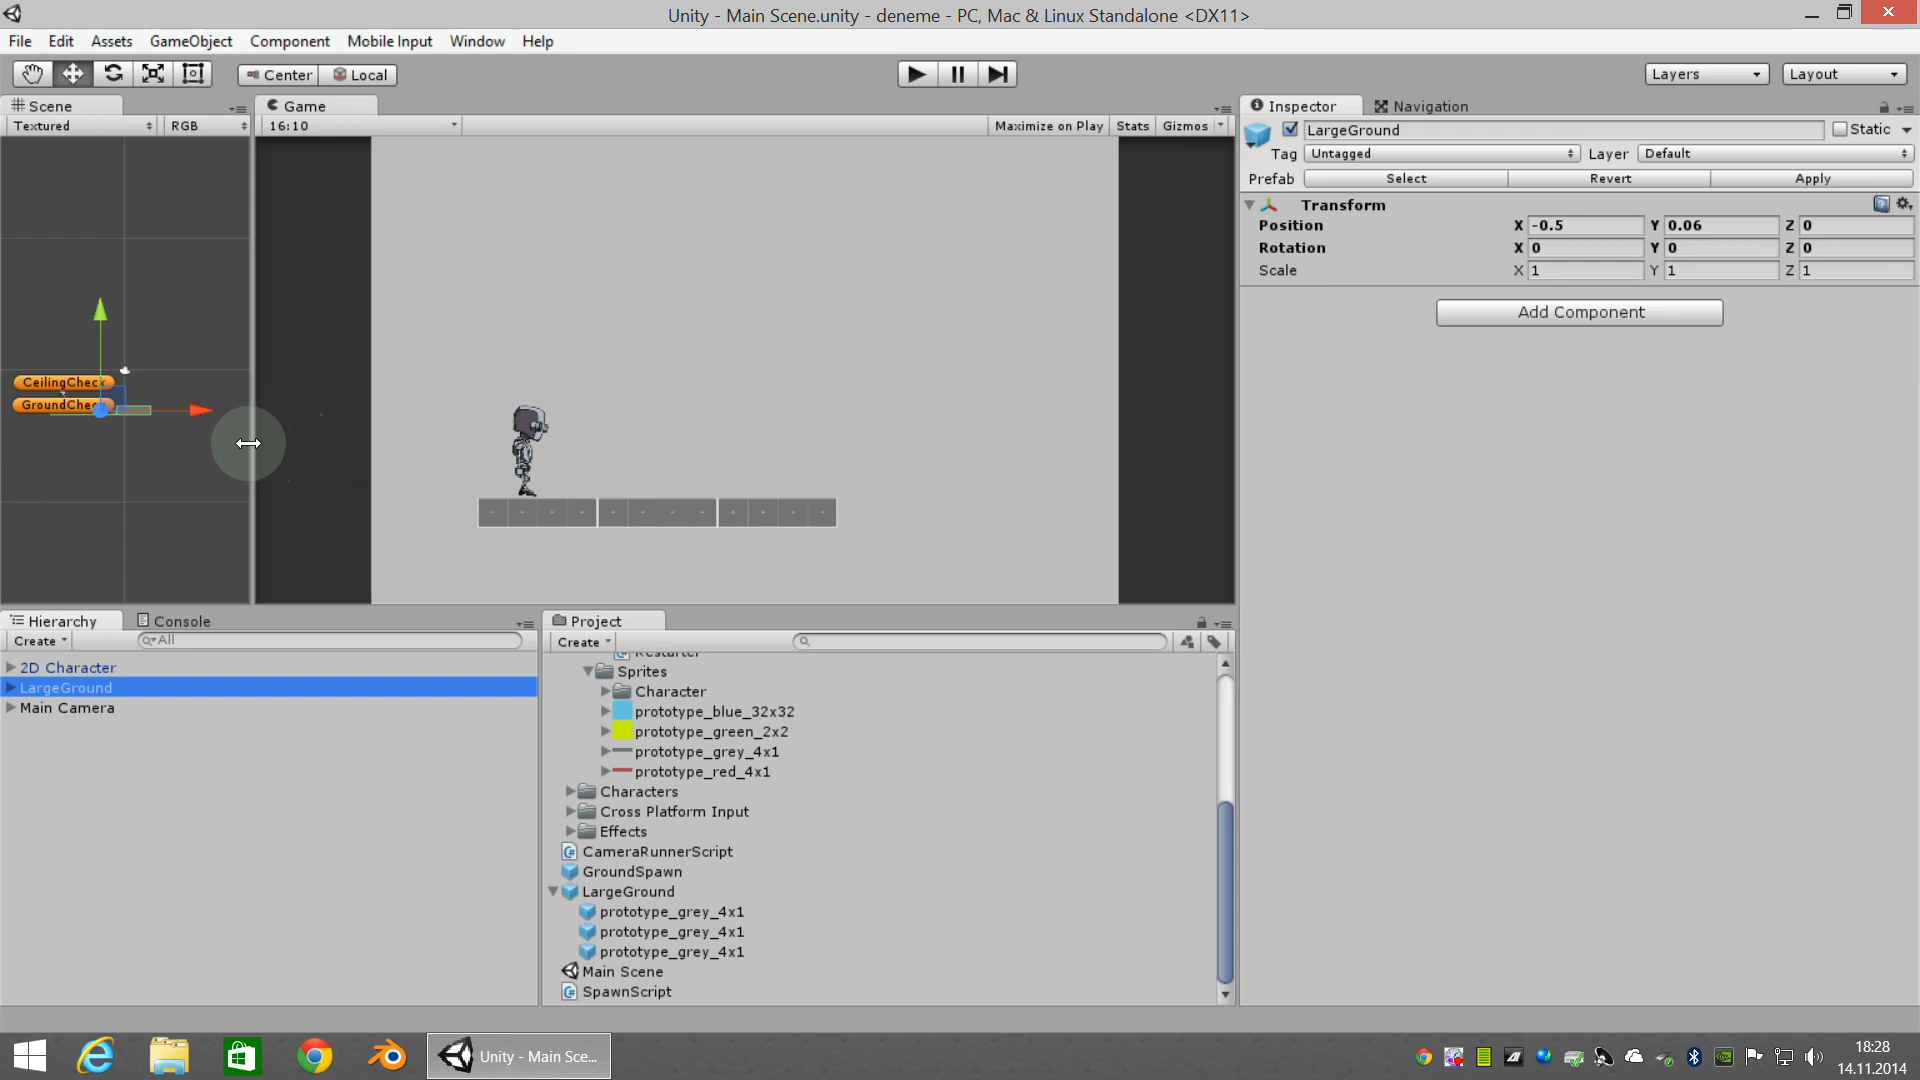 Unity - Main Scene.unity - deneme - PC, Mac & Linux Standalone <DX11>
File Edit Assets GameObject Component Mobile Input Window Help
Center Local Layers Layout
Scene Game Inspector Navigation
Textured RGB 16:10 Maximize on Play Stats Gizmos
LargeGround Static
Tag Untagged Layer Default
Prefab Select Revert Apply
Transform
Position X -0.5 Y 0.06 Z 0
Rotation X 0 Y 0 Z 0
Scale X 1 Y 1 Z 1
Add Component
CeilingCheck
GroundChec
Hierarchy Console
Create All
2D Character
LargeGround
Main Camera
Project
Create
Restarter
Sprites
Character
prototype_blue_32x32
prototype_green_2x2
prototype_grey_4x1
prototype_red_4x1
Characters
Cross Platform Input
Effects
CameraRunnerScript
GroundSpawn
LargeGround
prototype_grey_4x1
prototype_grey_4x1
prototype_grey_4x1
Main Scene
SpawnScript
Unity - Main Sce...
18:28
14.11.2014